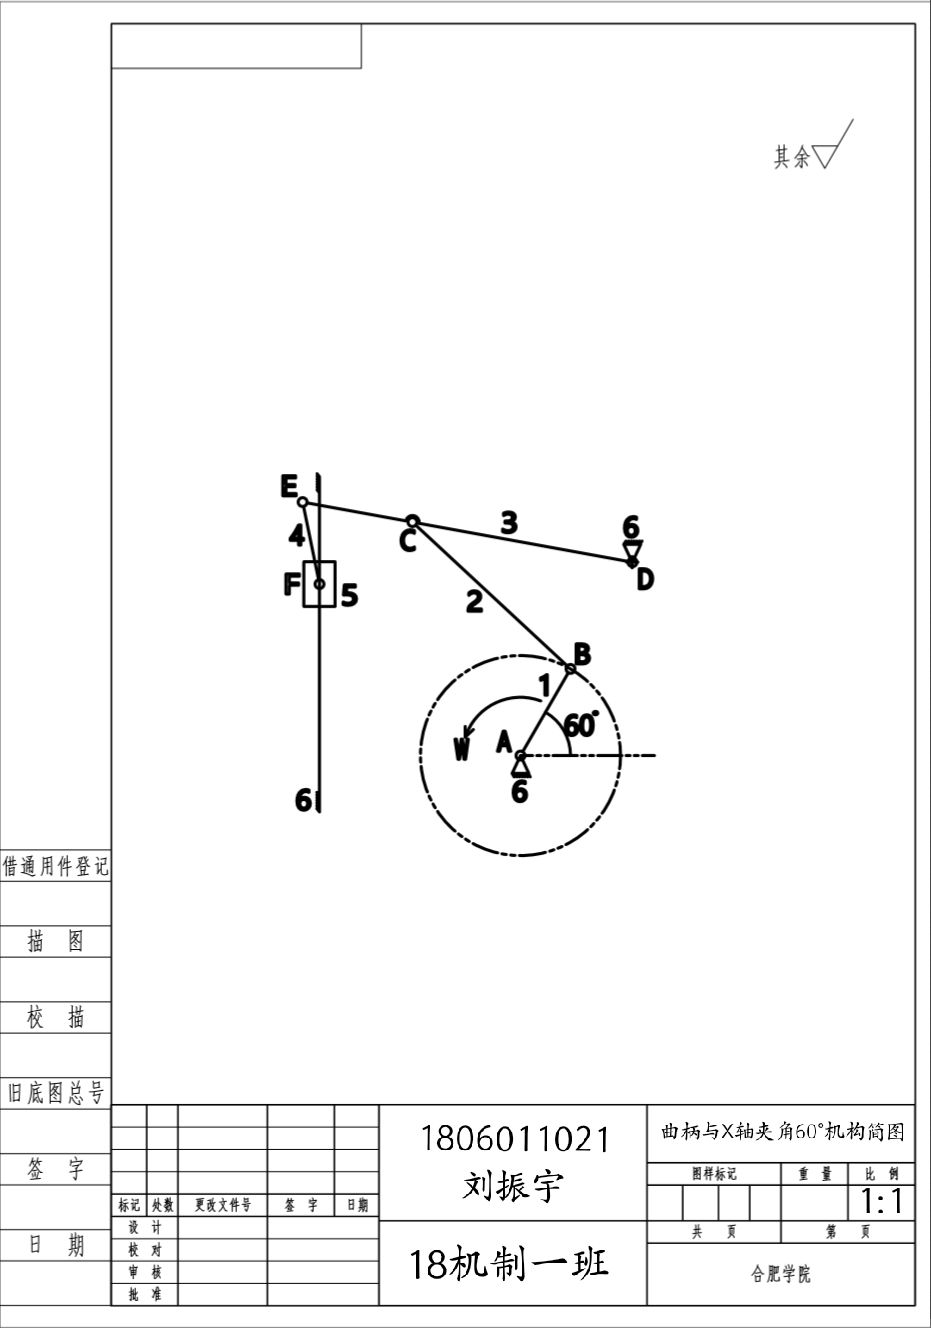 其余
E
6
3
C
4
D
F
5
2
B
1
60°
A
W
6
6
借通用件登记
描 图
校 描
旧底图总号
签 字
日 期
1806011021
刘振宇
曲柄与X轴夹角60°机构简图
图样标记 重 量 比 例
1:1
标记 处数 更改文件号 签 字 日期
共 页 第 页
设 计
校 对
审 核
批 准
18机制一班
合肥学院